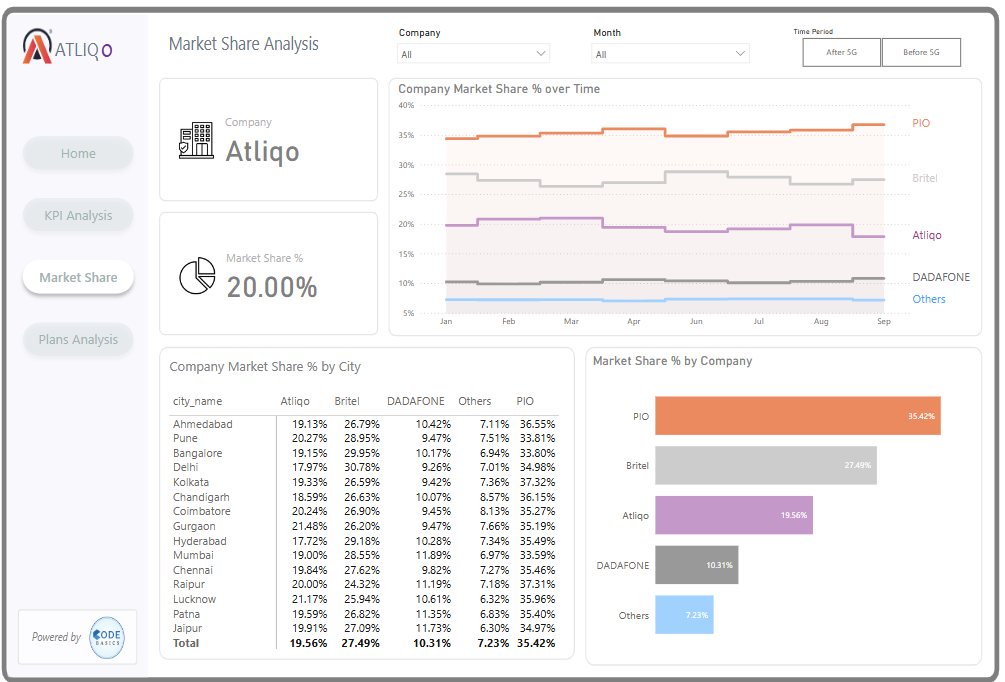 ATLIQO
Market Share Analysis
Company
All
Month
All
Time Period
After 5G
Before 5G
Home
KPI Analysis
Market Share
Plans Analysis
Powered by
CODE
BASICS
Company
Atliqo
Market Share %
20.00%
Company Market Share % over Time
40%
35%
30%
25%
20%
15%
10%
5%
Jan Feb Mar Apr Jun Jul Aug Sep
PIO
Britel
Atliqo
DADAFONE
Others
Company Market Share % by City
city_name Atliqo Britel DADAFONE Others PIO
Ahmedabad 19.13% 26.79% 10.42% 7.11% 36.55%
Pune 20.27% 28.95% 9.47% 7.51% 33.81%
Bangalore 19.15% 29.95% 10.17% 6.94% 33.80%
Delhi 17.97% 30.78% 9.26% 7.01% 34.98%
Kolkata 19.33% 26.59% 9.42% 7.36% 37.32%
Chandigarh 18.59% 26.63% 10.07% 8.57% 36.15%
Coimbatore 20.24% 26.90% 9.45% 8.13% 35.27%
Gurgaon 21.48% 26.20% 9.47% 7.66% 35.19%
Hyderabad 17.72% 29.18% 10.28% 7.34% 35.49%
Mumbai 19.00% 28.55% 11.89% 6.97% 33.59%
Chennai 19.84% 27.62% 9.82% 7.27% 35.46%
Raipur 20.00% 24.32% 11.19% 7.18% 37.31%
Lucknow 21.17% 25.94% 10.61% 6.32% 35.96%
Patna 19.59% 26.82% 11.35% 6.83% 35.40%
Jaipur 19.91% 27.09% 11.73% 6.30% 34.97%
Total 19.56% 27.49% 10.31% 7.23% 35.42%
Market Share % by Company
PIO 35.42%
Britel 27.49%
Atliqo 19.56%
DADAFONE 10.31%
Others 7.23%